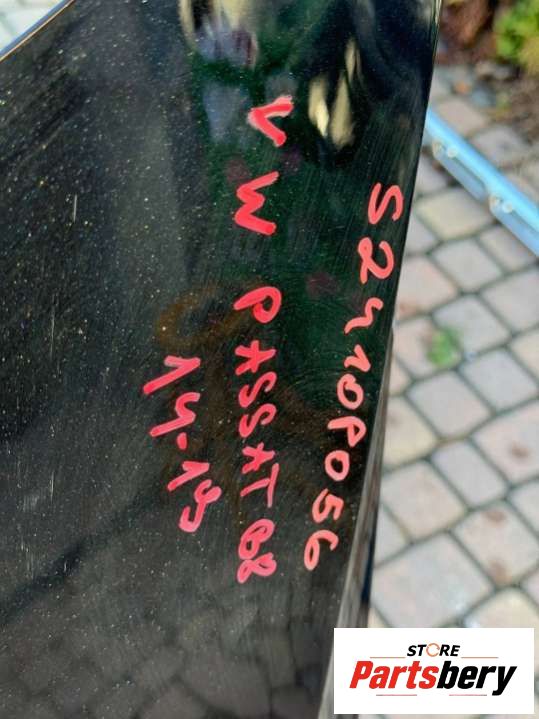 VW PASSAT B8
14-19
S2410P056
STORE
Partsbery